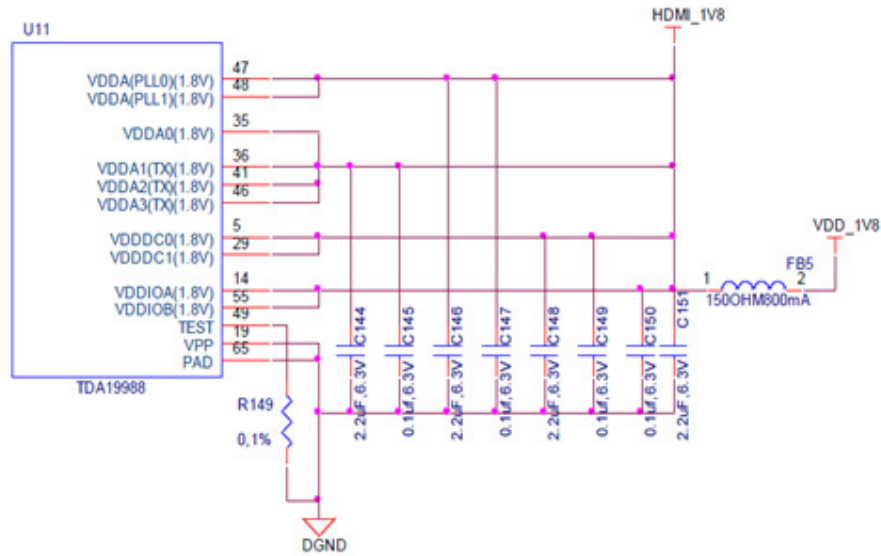 HDMI_1V8
U11
VDDA(PLL0)(1.8V) 47
VDDA(PLL1)(1.8V) 48
VDDA0(1.8V) 35
VDDA1(TX)(1.8V) 36
VDDA2(TX)(1.8V) 41
VDDA3(TX)(1.8V) 46
VDDDC0(1.8V) 5
VDDDC1(1.8V) 29
VDDIOA(1.8V) 14
VDDIOB(1.8V) 55
TEST 49
VPP 19
PAD 65
TDA19988
VDD_1V8
1 FB5 2
150OHM800mA
C144
2.2uF,6.3V
C145
0.1uf,6.3V
C146
2.2uF,6.3V
C147
0.1uf,6.3V
C148
2.2uF,6.3V
C149
0.1uf,6.3V
C150
0.1uf,6.3V
C151
2.2uF,6.3V
R149
0,1%
DGND